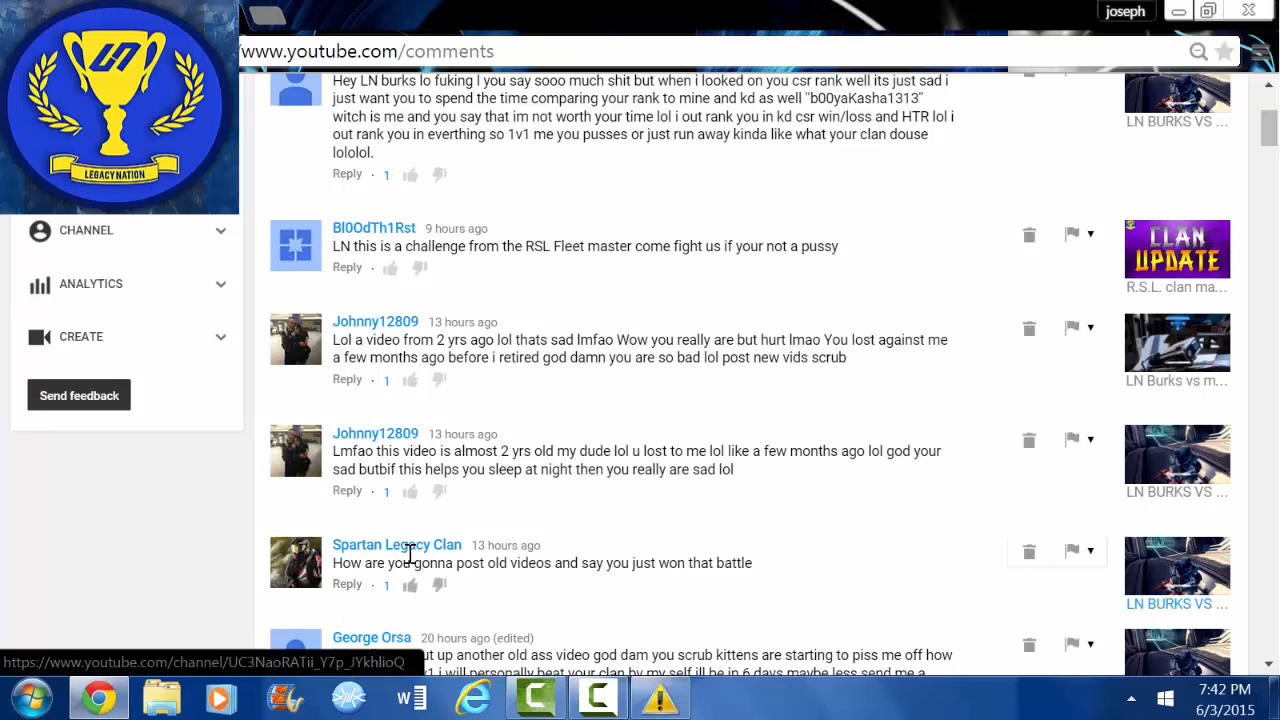 joseph
www.youtube.com/comments
LN
LEGACY NATION
CHANNEL
ANALYTICS
CREATE
Send feedback
Hey LN burks lo fuking l you say sooo much shit but when i looked on you csr rank well its just sad i
just want you to spend the time comparing your rank to mine and kd as well "b00yaKasha1313"
witch is me and you say that im not worth your time lol i out rank you in kd csr win/loss and HTR lol i
out rank you in everthing so 1v1 me you pusses or just run away kinda like what your clan douse
lololol.
Reply · 1
LN BURKS VS ...
Bl0OdTh1Rst 9 hours ago
LN this is a challenge from the RSL Fleet master come fight us if your not a pussy
Reply ·
CLAN
UPDATE
R.S.L. clan ma...
Johnny12809 13 hours ago
Lol a video from 2 yrs ago lol thats sad lmfao Wow you really are but hurt lmao You lost against me
a few months ago before i retired god damn you are so bad lol post new vids scrub
Reply · 1
LN Burks vs m...
Johnny12809 13 hours ago
Lmfao this video is almost 2 yrs old my dude lol u lost to me lol like a few months ago lol god your
sad butbif this helps you sleep at night then you really are sad lol
Reply · 1
LN BURKS VS ...
Spartan Legacy Clan 13 hours ago
How are you gonna post old videos and say you just won that battle
Reply · 1
LN BURKS VS ...
George Orsa 20 hours ago (edited)
ut up another old ass video god dam you scrub kittens are starting to piss me off how
v1 i will personally beat your clan by my self ill be in 6 days maybe less send me a
https://www.youtube.com/channel/UC3NaoRATii_Y7p_JYkhlioQ
7:42 PM
6/3/2015